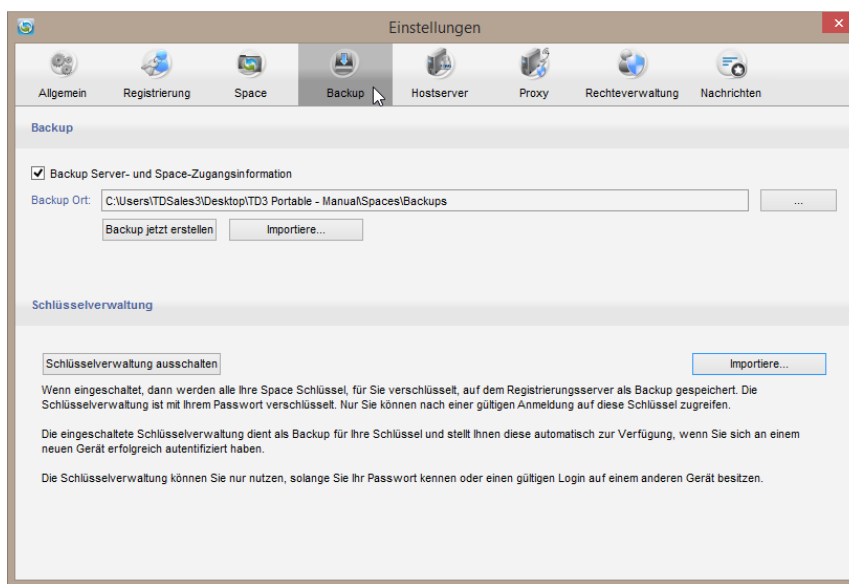 Einstellungen
Allgemein Registrierung Space Backup Hostserver Proxy Rechteverwaltung Nachrichten
Backup
Backup Server- und Space-Zugangsinformation
Backup Ort: C:\Users\TDSales3\Desktop\TD3 Portable - Manual\Spaces\Backups ...
Backup jetzt erstellen Importiere...
Schlüsselverwaltung
Schlüsselverwaltung ausschalten Importiere...
Wenn eingeschaltet, dann werden alle Ihre Space Schlüssel, für Sie verschlüsselt, auf dem Registrierungsserver als Backup gespeichert. Die
Schlüsselverwaltung ist mit Ihrem Passwort verschlüsselt. Nur Sie können nach einer gültigen Anmeldung auf diese Schlüssel zugreifen.
Die eingeschaltete Schlüsselverwaltung dient als Backup für Ihre Schlüssel und stellt Ihnen diese automatisch zur Verfügung, wenn Sie sich an einem
neuen Gerät erfolgreich autentifiziert haben.
Die Schlüsselverwaltung können Sie nur nutzen, solange Sie Ihr Passwort kennen oder einen gültigen Login auf einem anderen Gerät besitzen.